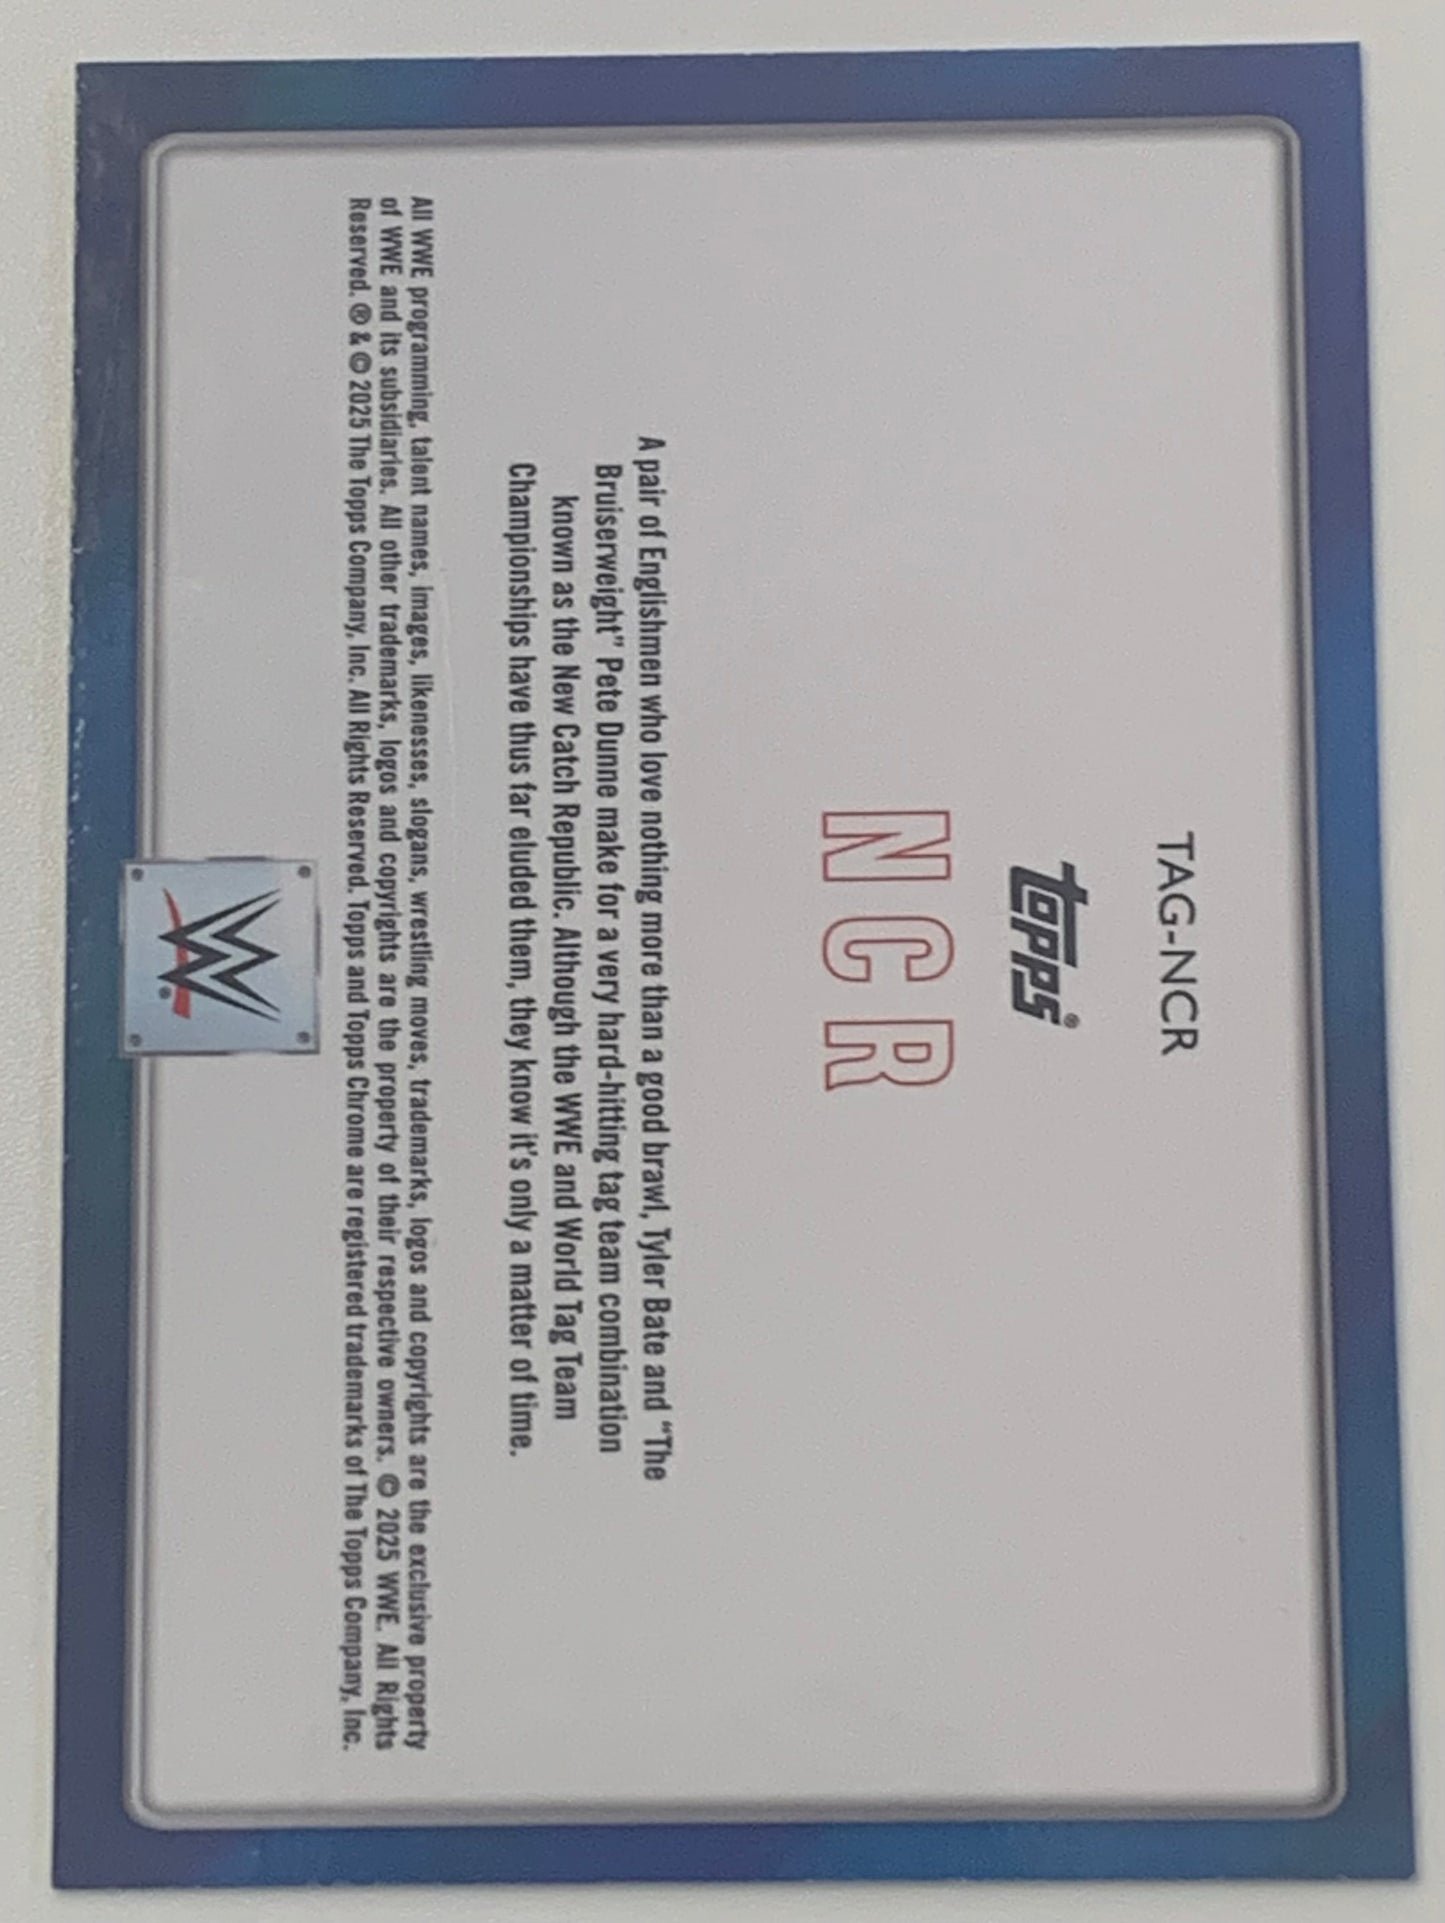 TAG-NCR
topps®
NCR
A pair of Englishmen who love nothing more than a good brawl, Tyler Bate and “The
Bruiserweight” Pete Dunne make for a very hard-hitting tag team combination
known as the New Catch Republic. Although the WWE and World Tag Team
Championships have thus far eluded them, they know it's only a matter of time.
All WWE programming, talent names, images, likenesses, slogans, wrestling moves, trademarks, logos and copyrights are the exclusive property
of WWE and its subsidiaries. All other trademarks, logos and copyrights are the property of their respective owners. © 2025 WWE. All Rights
Reserved. ® & © 2025 The Topps Company, Inc. All Rights Reserved. Topps and Topps Chrome are registered trademarks of The Topps Company, Inc.
W®